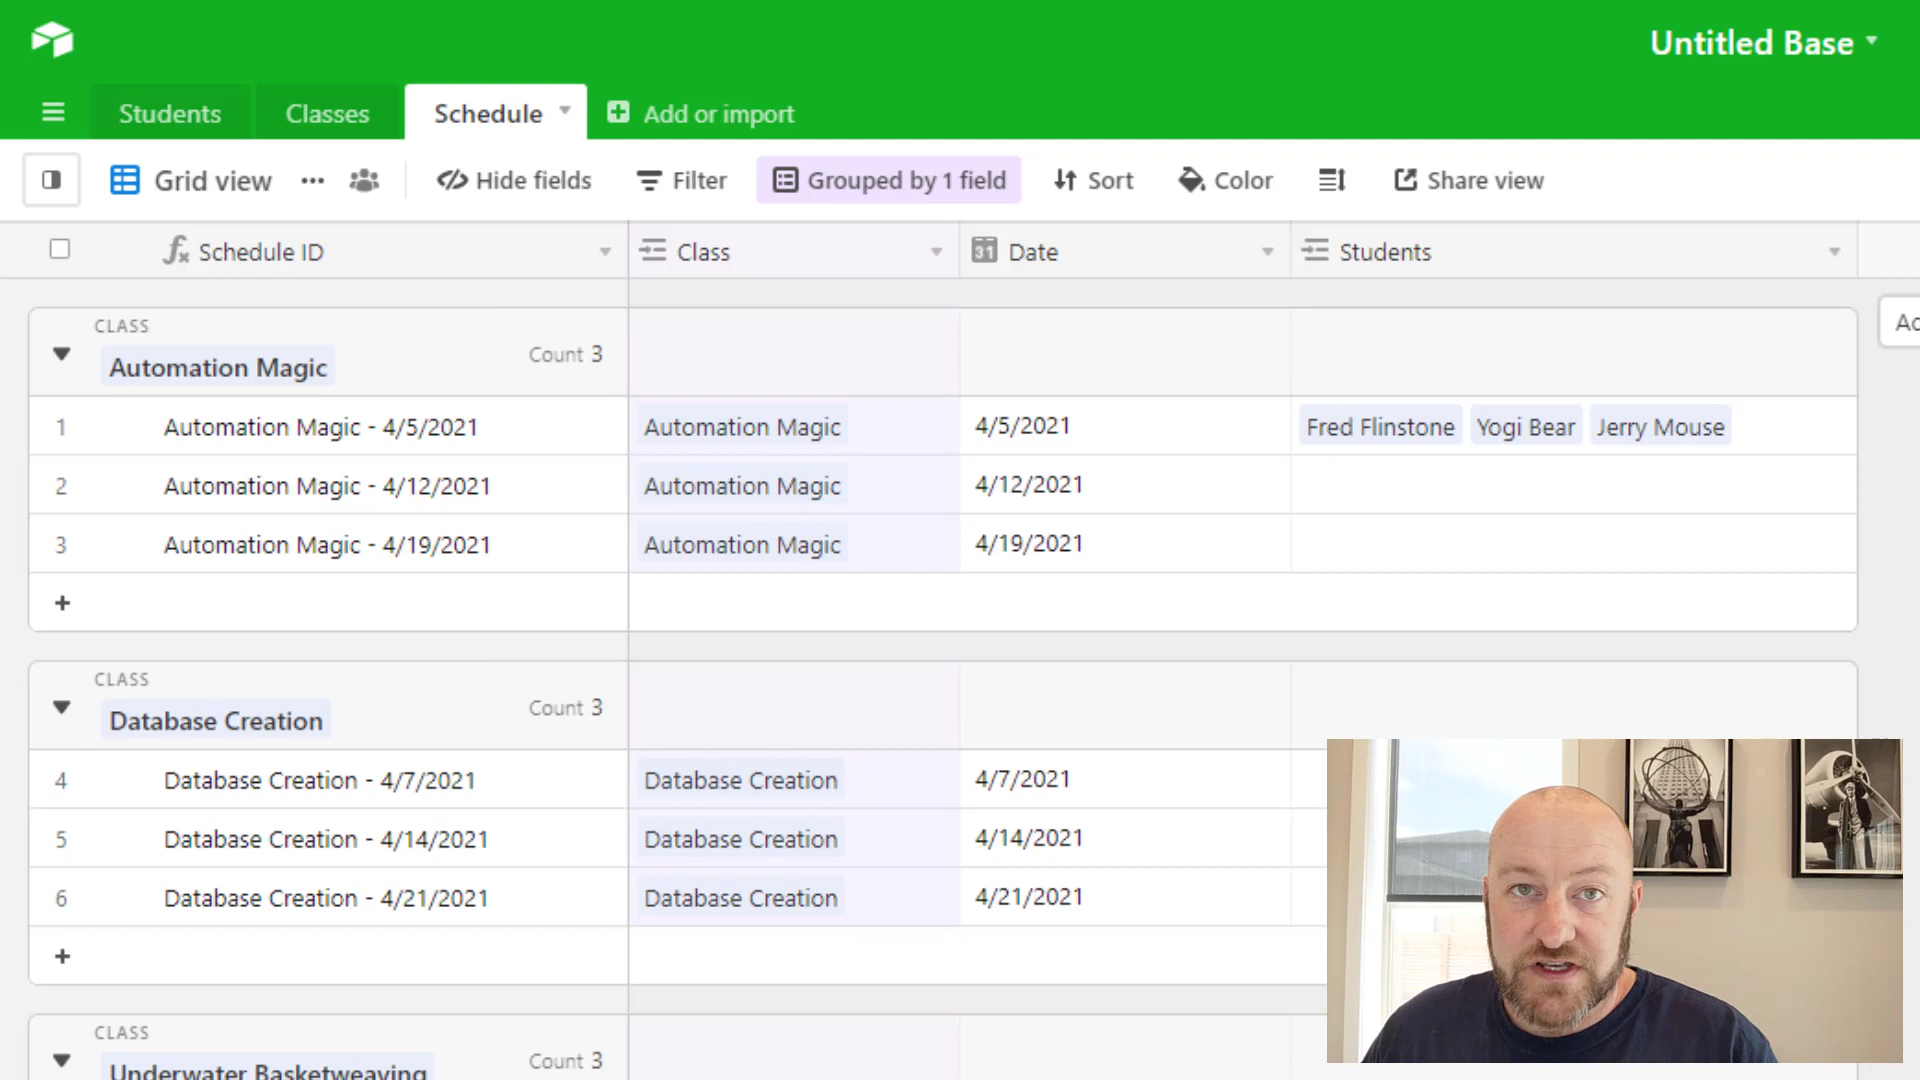 Untitled Base
Students Classes Schedule Add or import
Grid view Hide fields Filter Grouped by 1 field Sort Color Share view
Schedule ID Class 31 Date Students
CLASS
Automation Magic Count 3
1 Automation Magic - 4/5/2021 Automation Magic 4/5/2021 Fred Flinstone Yogi Bear Jerry Mouse
2 Automation Magic - 4/12/2021 Automation Magic 4/12/2021
3 Automation Magic - 4/19/2021 Automation Magic 4/19/2021
+
CLASS
Database Creation Count 3
4 Database Creation - 4/7/2021 Database Creation 4/7/2021
5 Database Creation - 4/14/2021 Database Creation 4/14/2021
6 Database Creation - 4/21/2021 Database Creation 4/21/2021
+
CLASS
Underwater Basketweaving Count 3